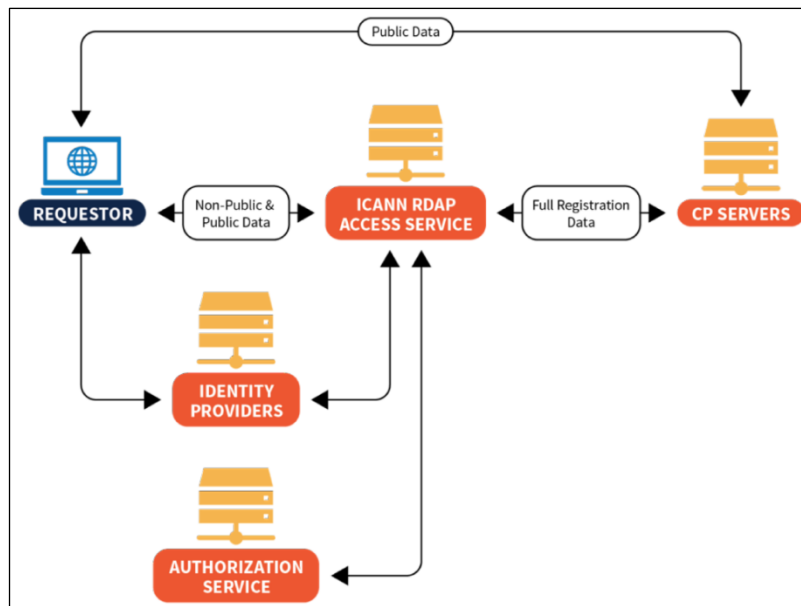 Public Data
REQUESTOR
Non-Public &
Public Data
ICANN RDAP
ACCESS SERVICE
Full Registration
Data
CP SERVERS
IDENTITY
PROVIDERS
AUTHORIZATION
SERVICE